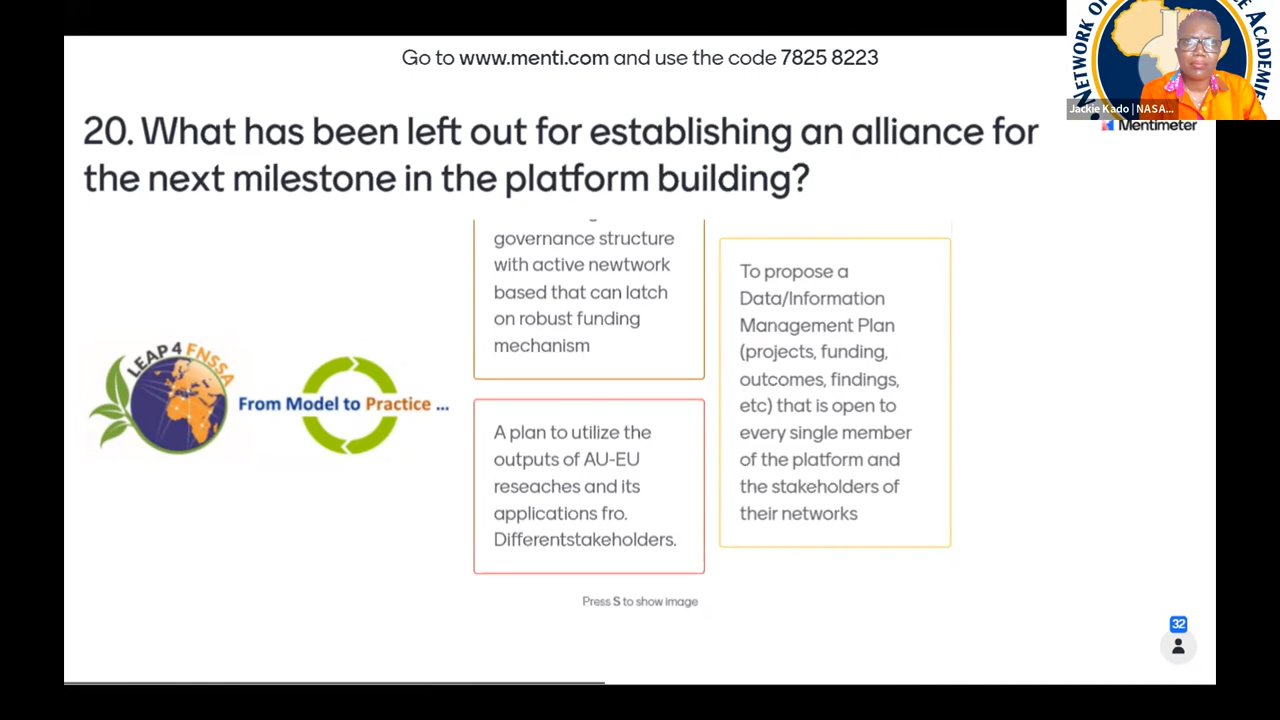 Go to www.menti.com and use the code 7825 8223
NETWORK OF
CE ACADEMIE
Jackie Kado | NASA...
Mentimeter
20. What has been left out for establishing an alliance for
the next milestone in the platform building?
governance structure
with active newtwork
based that can latch
on robust funding
mechanism
To propose a
Data/Information
Management Plan
(projects, funding,
outcomes, findings,
etc) that is open to
every single member
of the platform and
the stakeholders of
their networks
LEAP 4 FNSSA
From Model to Practice ...
A plan to utilize the
outputs of AU-EU
reseaches and its
applications fro.
Differentstakeholders.
Press S to show image
32